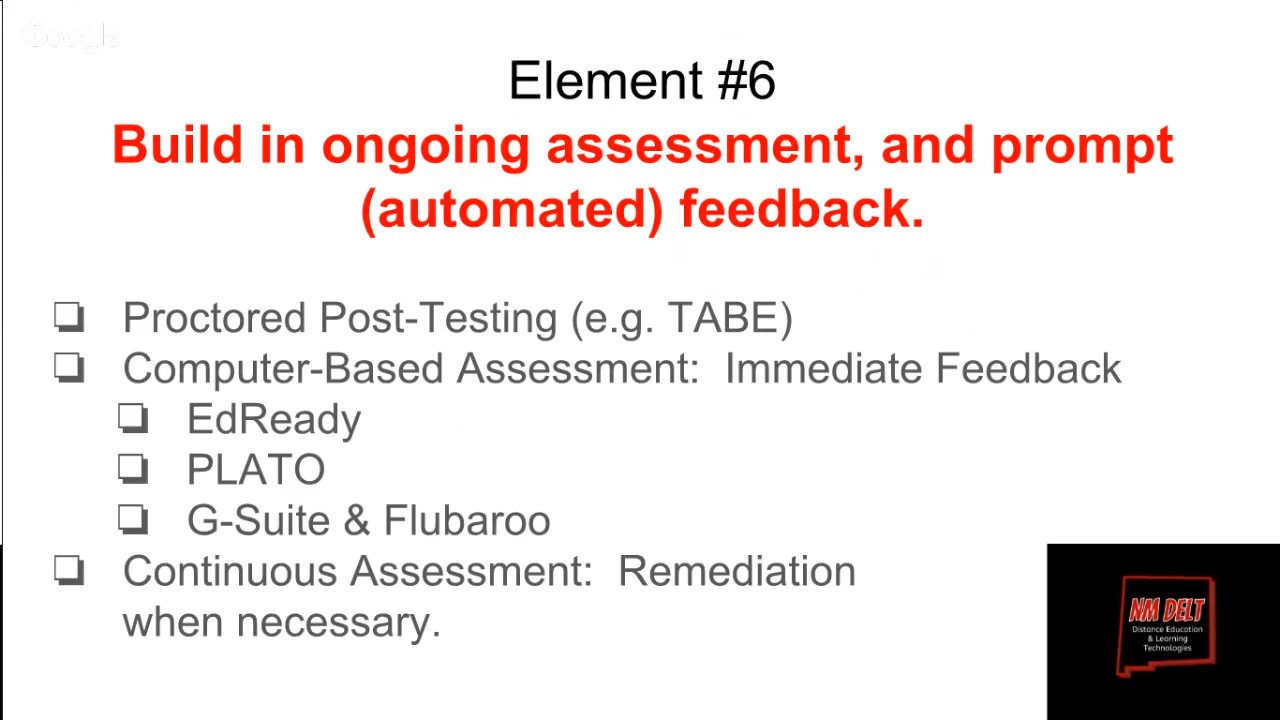 Google
Element #6
Build in ongoing assessment, and prompt
(automated) feedback.
❏ Proctored Post-Testing (e.g. TABE)
❏ Computer-Based Assessment: Immediate Feedback
❏ EdReady
❏ PLATO
❏ G-Suite & Flubaroo
❏ Continuous Assessment: Remediation
when necessary.
NM DELT
Distance Education
& Learning
Technologies